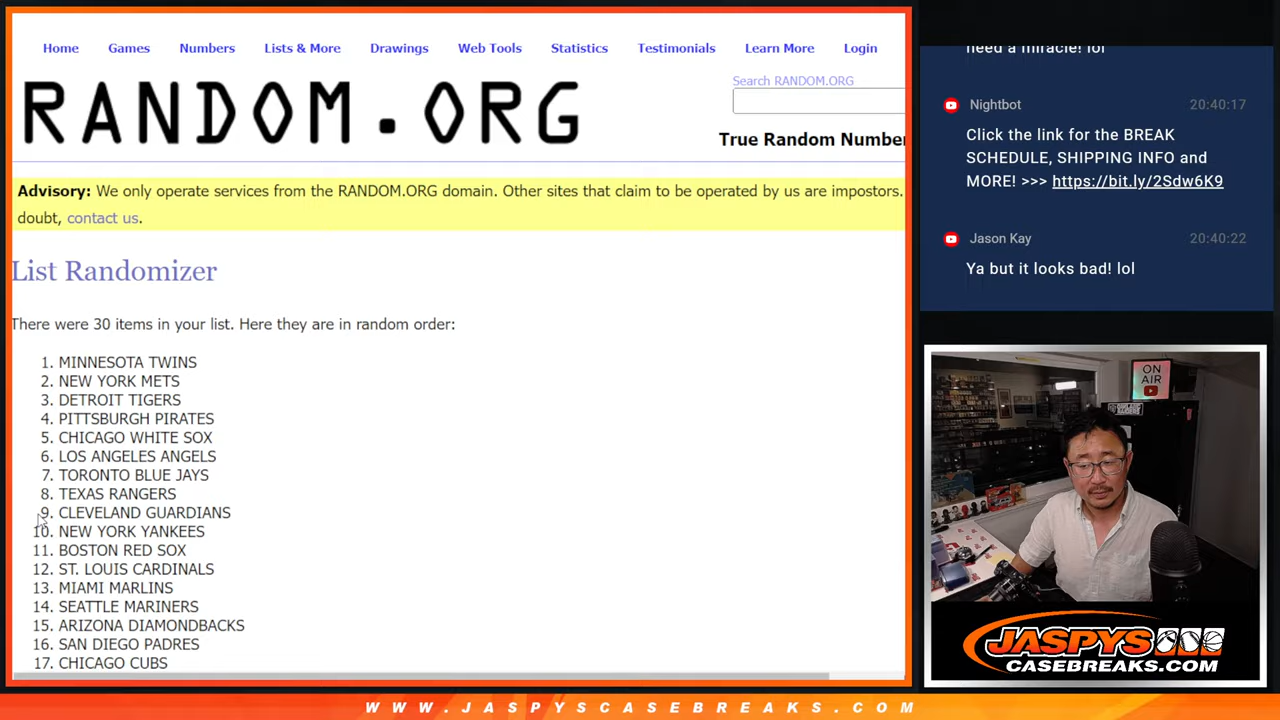 Home Games Numbers Lists & More Drawings Web Tools Statistics Testimonials Learn More Login
RANDOM.ORG
Search RANDOM.ORG
True Random Number
Advisory: We only operate services from the RANDOM.ORG domain. Other sites that claim to be operated by us are impostors.
doubt, contact us.
List Randomizer
There were 30 items in your list. Here they are in random order:
1. MINNESOTA TWINS
2. NEW YORK METS
3. DETROIT TIGERS
4. PITTSBURGH PIRATES
5. CHICAGO WHITE SOX
6. LOS ANGELES ANGELS
7. TORONTO BLUE JAYS
8. TEXAS RANGERS
9. CLEVELAND GUARDIANS
10. NEW YORK YANKEES
11. BOSTON RED SOX
12. ST. LOUIS CARDINALS
13. MIAMI MARLINS
14. SEATTLE MARINERS
15. ARIZONA DIAMONDBACKS
16. SAN DIEGO PADRES
17. CHICAGO CUBS
need a miracle! lol
Nightbot 20:40:17
Click the link for the BREAK
SCHEDULE, SHIPPING INFO and
MORE! >>> https://bit.ly/2Sdw6K9
Jason Kay 20:40:22
Ya but it looks bad! lol
ON
AIR
JASPYS
CASEBREAKS.COM
WWW.JASPYSCASEBREAKS.COM